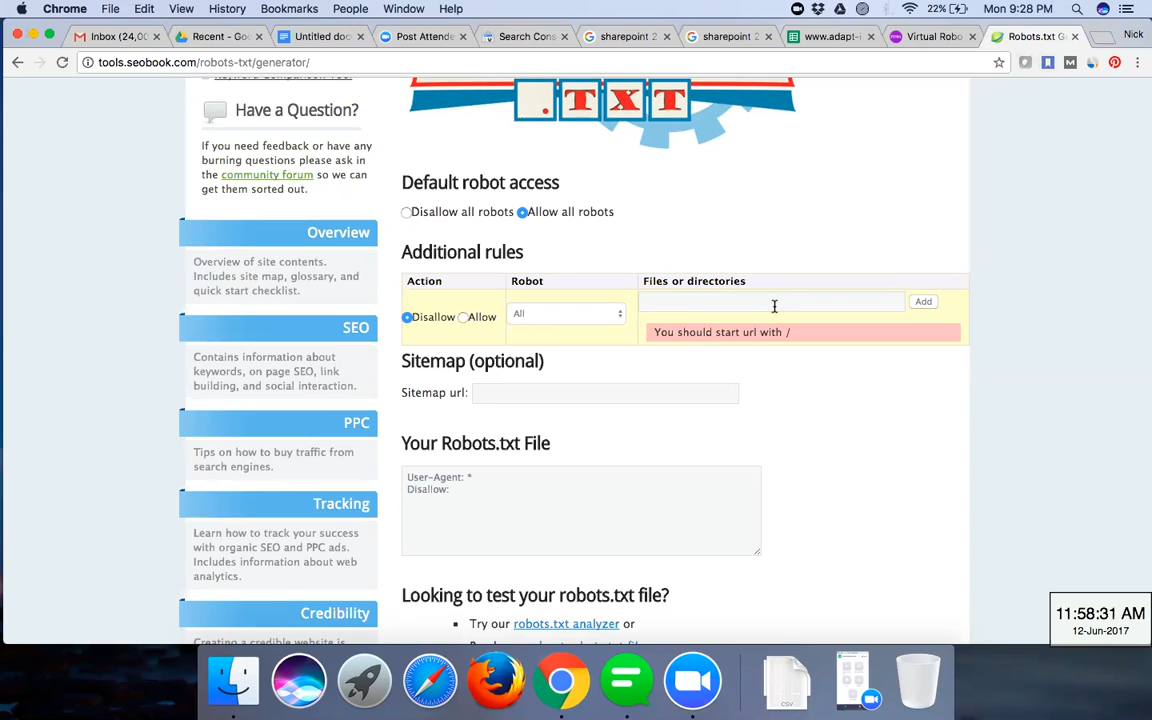 Chrome File Edit View History Bookmarks People Window Help 22% Mon 9:28 PM
Inbox (24,00 Recent - Goo Untitled doc Post Attende Search Cons sharepoint 2 sharepoint 2 www.adapt-i Virtual Robo Robots.txt Ge Nick
tools.seobook.com/robots-txt/generator/
.TXT
Have a Question?
If you need feedback or have any
burning questions please ask in
the community forum so we can
get them sorted out.
Overview
Overview of site contents.
Includes site map, glossary, and
quick start checklist.
SEO
Contains information about
keywords, on page SEO, link
building, and social interaction.
PPC
Tips on how to buy traffic from
search engines.
Tracking
Learn how to track your success
with organic SEO and PPC ads.
Includes information about web
analytics.
Credibility
Creating a credible website is
Default robot access
Disallow all robots Allow all robots
Additional rules
Action Robot Files or directories
Disallow Allow All Add
You should start url with /
Sitemap (optional)
Sitemap url:
Your Robots.txt File
User-Agent: *
Disallow:
Looking to test your robots.txt file?
Try our robots.txt analyzer or
11:58:31 AM
12-Jun-2017
CSV